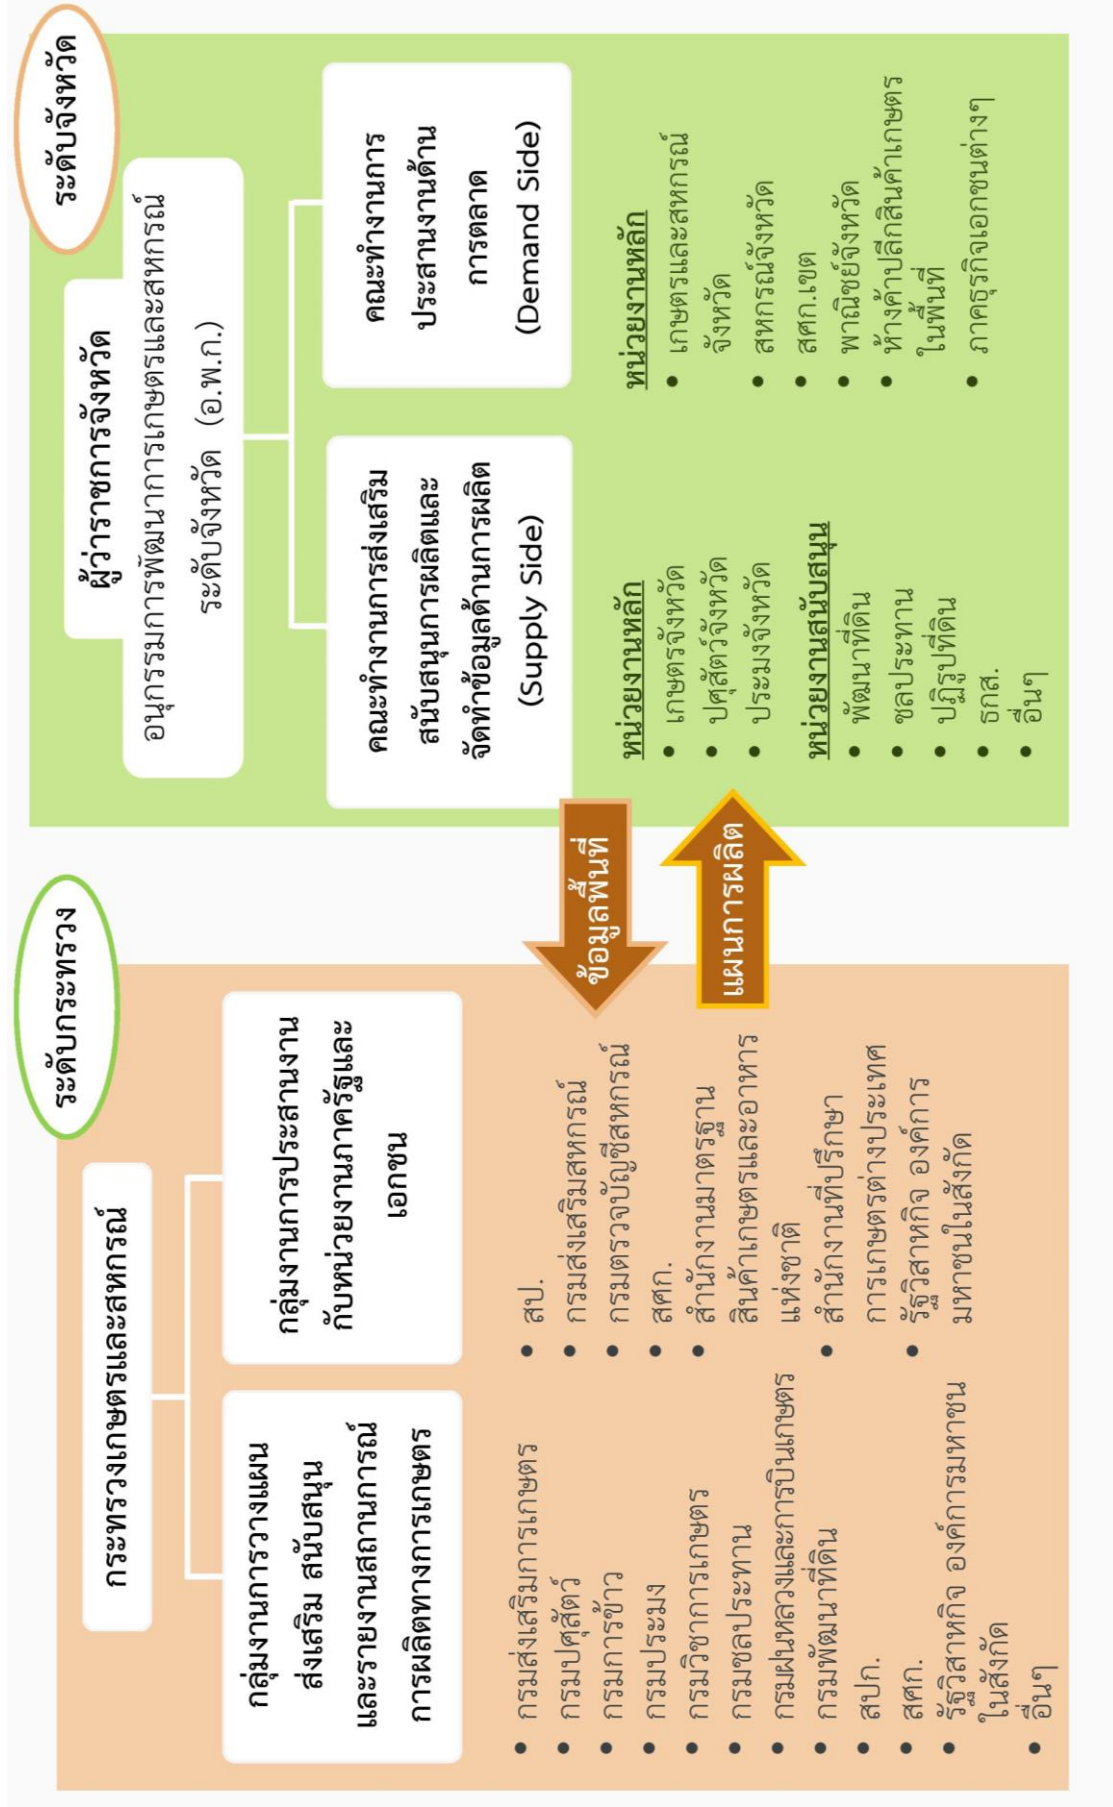 ระดับกระทรวง
กระทรวงเกษตรและสหกรณ์
กลุ่มงานการวางแผน
ส่งเสริม สนับสนุน
และรายงานสถานการณ์
การผลิตทางการเกษตร
• กรมส่งเสริมการเกษตร
• กรมปศุสัตว์
• กรมการข้าว
• กรมประมง
• กรมวิชาการเกษตร
• กรมชลประทาน
• กรมฝนหลวงและการบินเกษตร
• กรมพัฒนาที่ดิน
• สปก.
• สศก.
• รัฐวิสาหกิจ องค์การมหาชน
ในสังกัด
• อื่นๆ
กลุ่มงานการประสานงาน
กับหน่วยงานภาครัฐและ
เอกชน
• สป.
• กรมส่งเสริมสหกรณ์
• กรมตรวจบัญชีสหกรณ์
• สศก.
• สำนักงานมาตรฐาน
สินค้าเกษตรและอาหาร
แห่งชาติ
• สำนักงานที่ปรึกษา
การเกษตรต่างประเทศ
• รัฐวิสาหกิจ องค์การ
มหาชนในสังกัด
ข้อมูลพื้นที่
แผนการผลิต
ระดับจังหวัด
ผู้ว่าราชการจังหวัด
อนุกรรมการพัฒนาการเกษตรและสหกรณ์
ระดับจังหวัด (อ.พ.ก.)
คณะทำงานการส่งเสริม
สนับสนุนการผลิตและ
จัดทำข้อมูลด้านการผลิต
(Supply Side)
หน่วยงานหลัก
• เกษตรจังหวัด
• ปศุสัตว์จังหวัด
• ประมงจังหวัด
หน่วยงานสนับสนุน
• พัฒนาที่ดิน
• ชลประทาน
• ปฏิรูปที่ดิน
• ธกส.
• อื่นๆ
คณะทำงานการ
ประสานงานด้าน
การตลาด
(Demand Side)
หน่วยงานหลัก
• เกษตรและสหกรณ์
จังหวัด
• สหกรณ์จังหวัด
• สศก.เขต
• พาณิชย์จังหวัด
• ห้างค้าปลีกสินค้าเกษตร
ในพื้นที่
• ภาคธุรกิจเอกชนต่างๆ